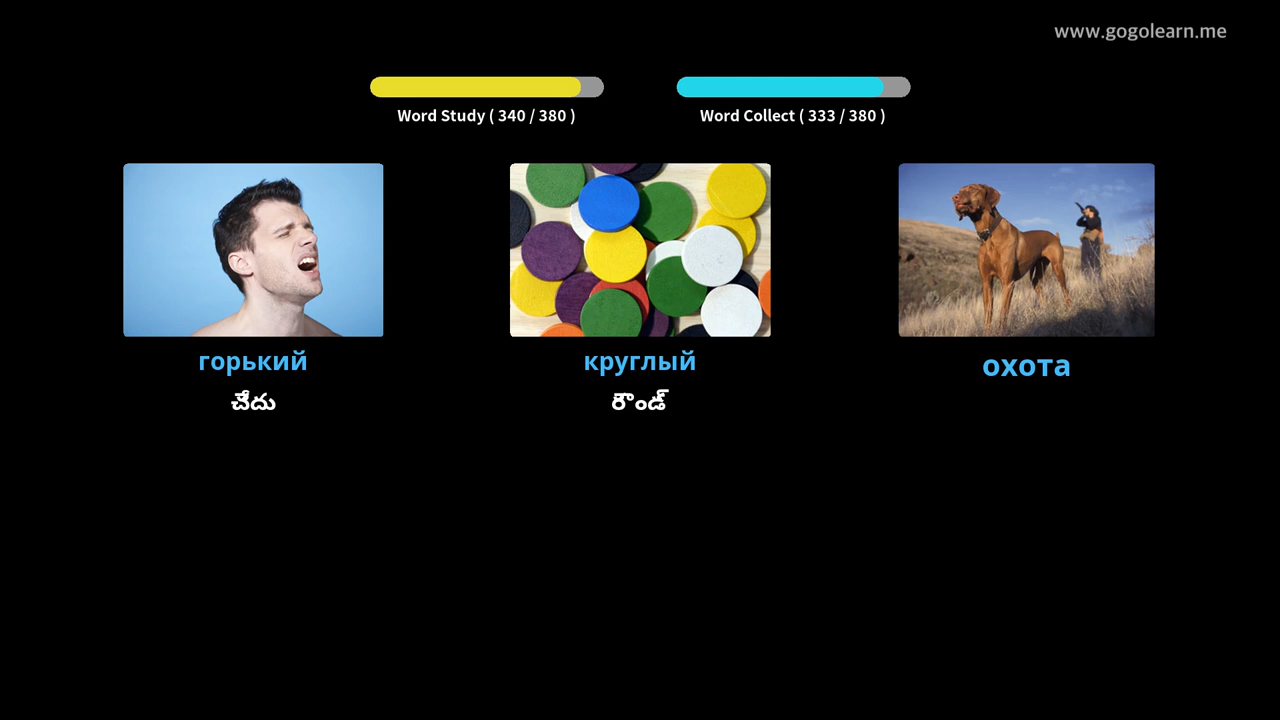 www.gogolearn.me
Word Study ( 340 / 380 )
Word Collect ( 333 / 380 )
горький
круглый
охота
చేదు
రౌండ్